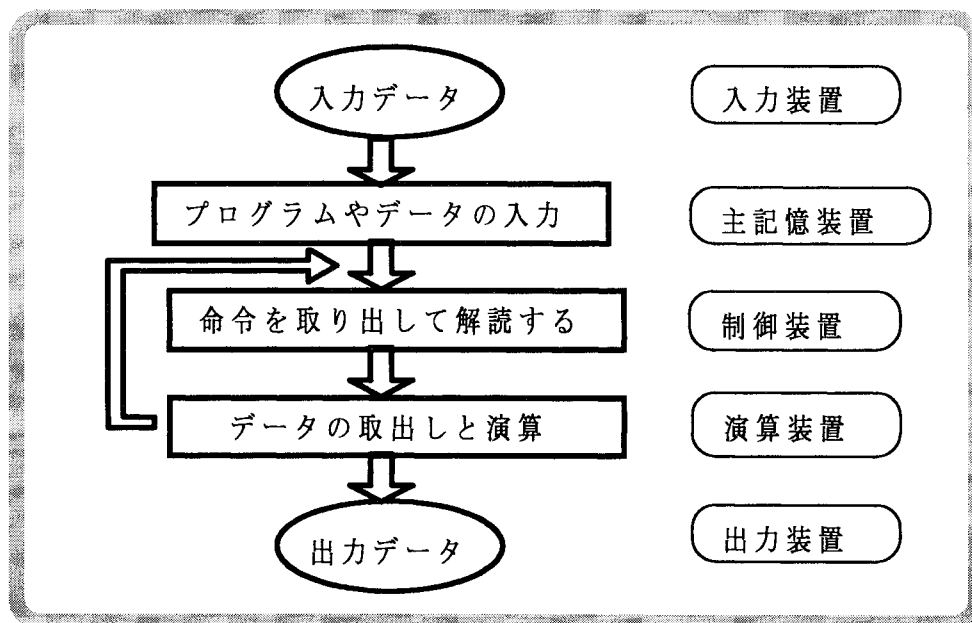 入力データ
入力装置
プログラムやデータの入力
主記憶装置
命令を取り出して解読する
制御装置
データの取出しと演算
演算装置
出力データ
出力装置